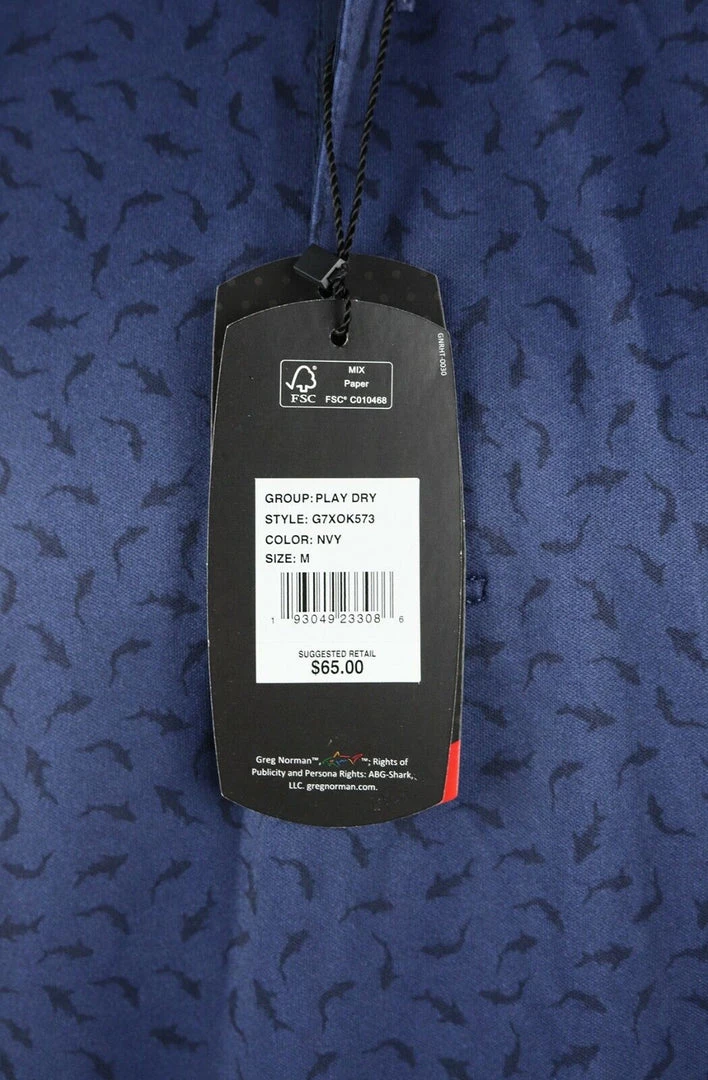 MIX
Paper
FSC
FSC® C010468
GNRHT-0030
GROUP: PLAY DRY
STYLE: G7XOK573
COLOR: NVY
SIZE: M
1 93049 23308 6
SUGGESTED RETAIL
$65.00
Greg Norman™, ™; Rights of
Publicity and Persona Rights: ABG-Shark,
LLC. gregnorman.com.